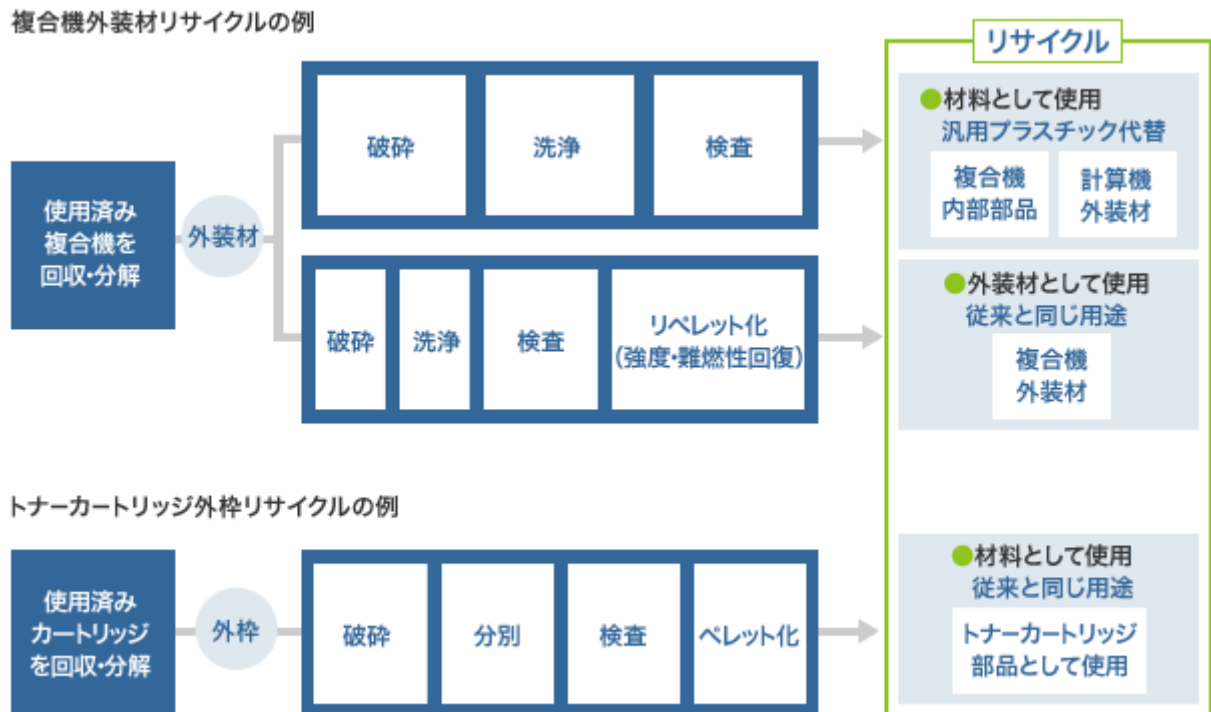 複合機外装材リサイクルの例
使用済み
複合機を
回収・分解
外装材
破砕
洗浄
検査
破砕
洗浄
検査
リペレット化
(強度・難燃性回復)
リサイクル
●材料として使用
汎用プラスチック代替
複合機
内部部品
計算機
外装材
●外装材として使用
従来と同じ用途
複合機
外装材
トナーカートリッジ外枠リサイクルの例
使用済み
カートリッジ
を回収・分解
外枠
破砕
分別
検査
ペレット化
●材料として使用
従来と同じ用途
トナーカートリッジ
部品として使用